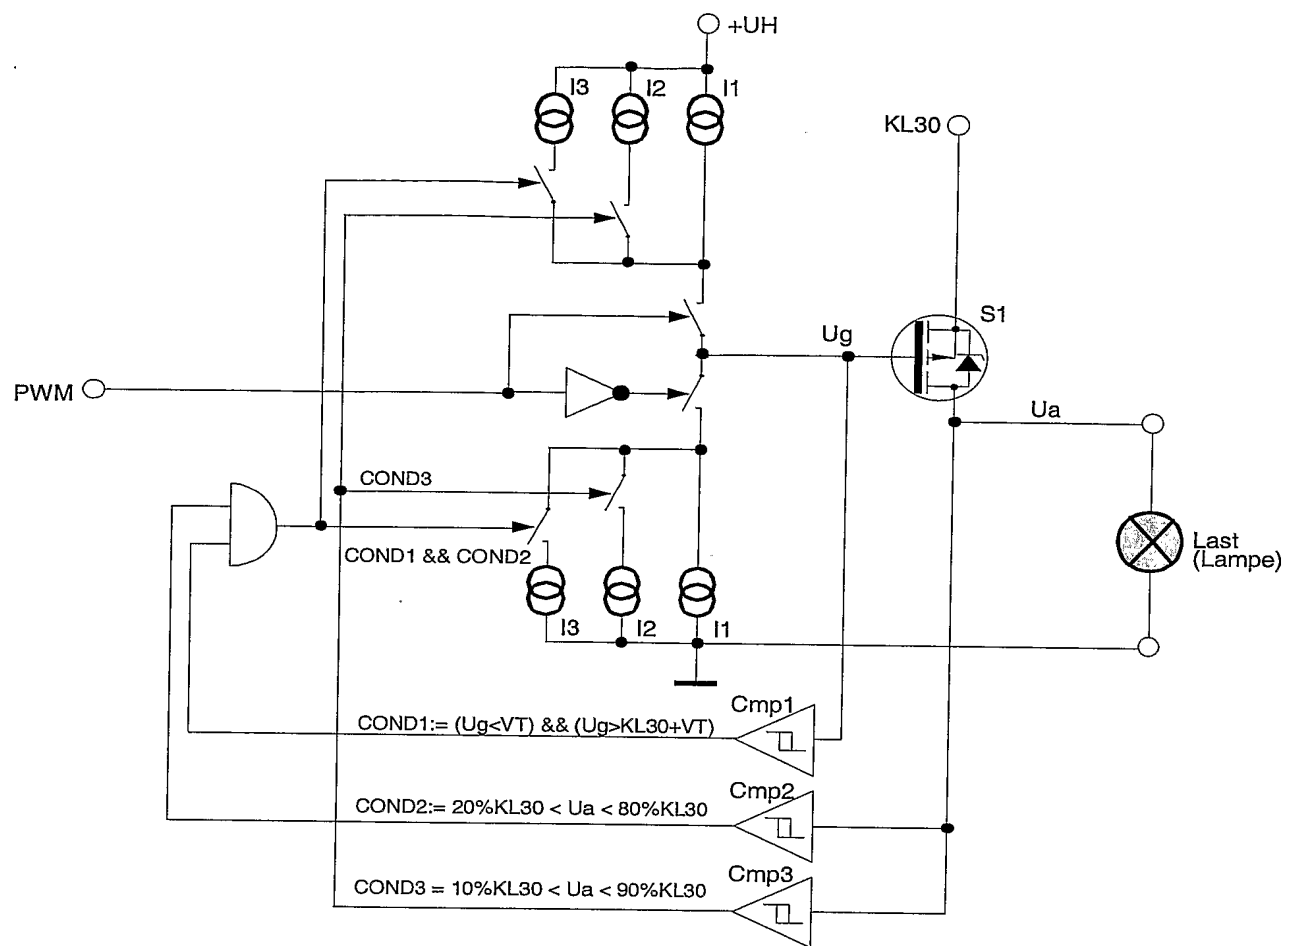 +UH
I3
I2
I1
KL30
S1
Ug
PWM
Ua
COND3
COND1 && COND2
Last
(Lampe)
I3
I2
I1
Cmp1
COND1:= (Ug<VT) && (Ug>KL30+VT)
Cmp2
COND2:= 20%KL30 < Ua < 80%KL30
Cmp3
COND3 = 10%KL30 < Ua < 90%KL30